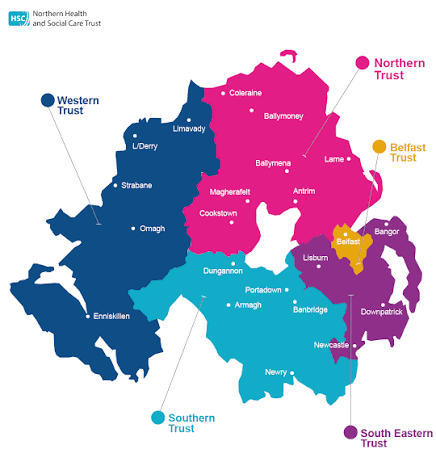 HSC
Northern Health
and Social Care Trust
Northern
Trust
Western
Trust
Coleraine
Ballymoney
Limavady
L/Derry
Belfast
Trust
Ballymena
Larne
Strabane
Magherafelt
Antrim
Cookstown
Omagh
Bangor
Belfast
Lisburn
Dungannon
Portadown
Armagh
Banbridge
Downpatrick
Enniskillen
Newcastle
Newry
Southern
Trust
South Eastern
Trust